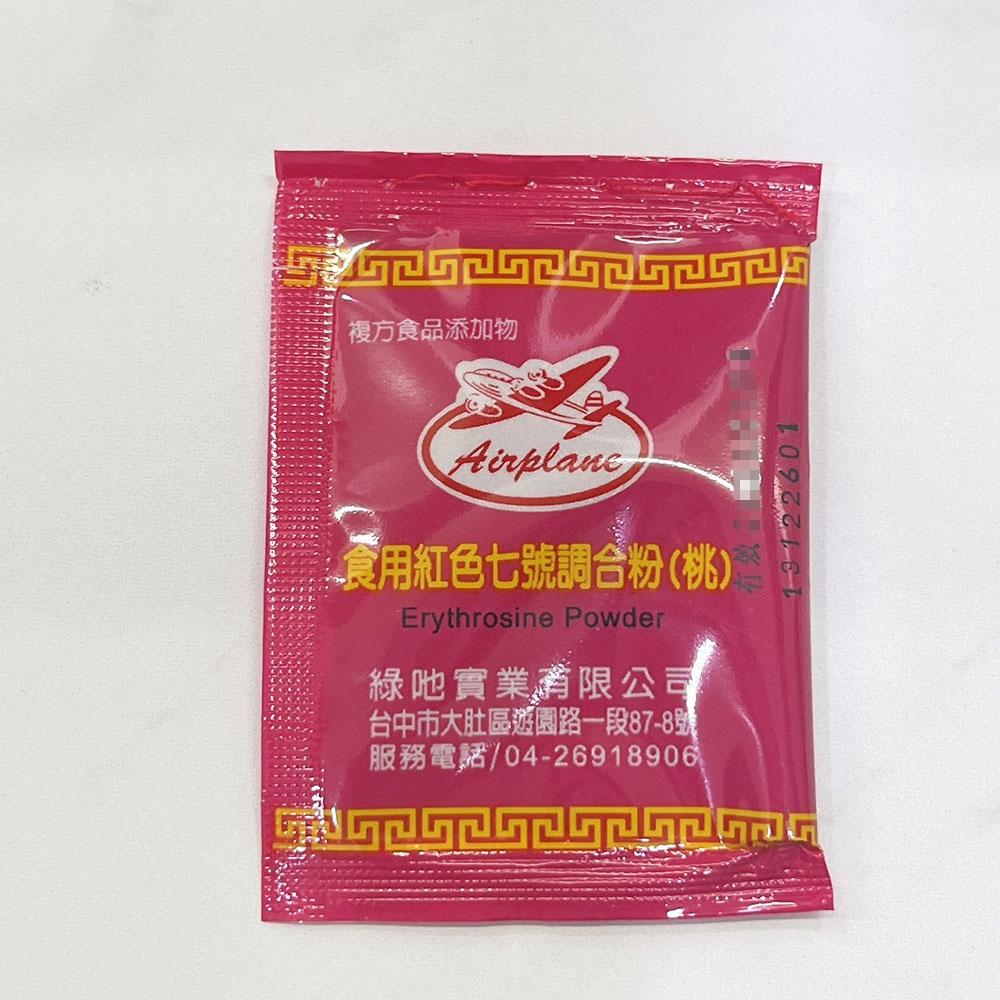 複方食品添加物
Airplane
食用紅色七號調合粉(桃)
Erythrosine Powder
綠吔實業有限公司
台中市大肚區遊園路一段87-8號
服務電話/04-26918906
有效
13122601